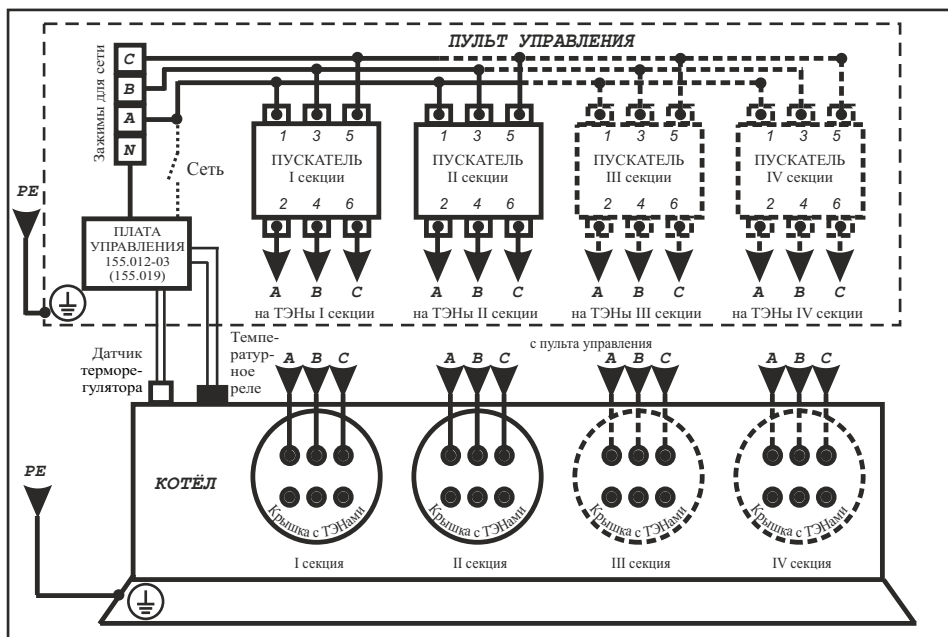 ПУЛЬТ УПРАВЛЕНИЯ
Зажимы для сети
C
B
A
N
Сеть
PE
1 3 5
ПУСКАТЕЛЬ
I секции
2 4 6
1 3 5
ПУСКАТЕЛЬ
II секции
2 4 6
1 3 5
ПУСКАТЕЛЬ
III секции
2 4 6
1 3 5
ПУСКАТЕЛЬ
IV секции
2 4 6
ПЛАТА
УПРАВЛЕНИЯ
155.012-03
(155.019)
A B C
на ТЭНы I секции
A B C
на ТЭНы II секции
A B C
на ТЭНы III секции
A B C
на ТЭНы IV секции
с пульта управления
Датчик
терморе-
гулятора
Темпе-
ратур-
ное
реле
A B C
A B C
A B C
A B C
PE
КОТЁЛ
Крышка с ТЭНами
Крышка с ТЭНами
Крышка с ТЭНами
Крышка с ТЭНами
I секция
II секция
III секция
IV секция